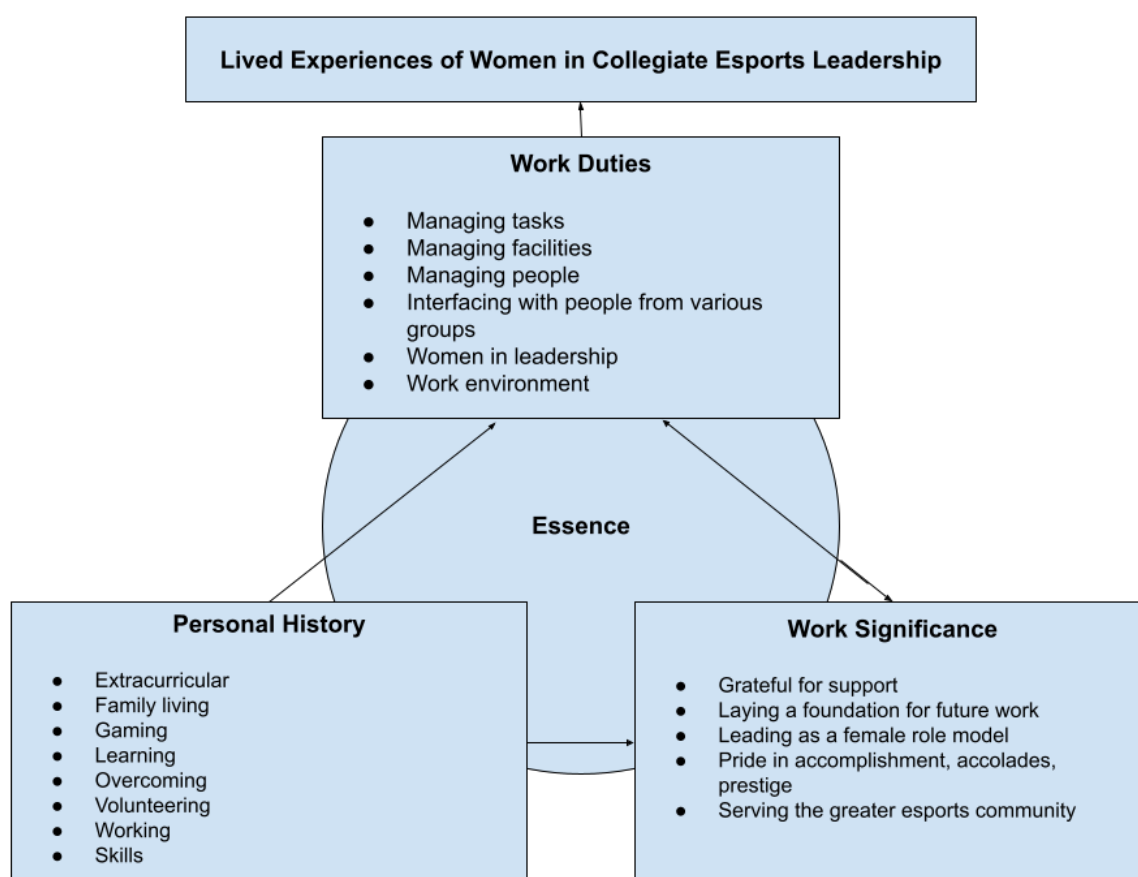 Lived Experiences of Women in Collegiate Esports Leadership
Work Duties
● Managing tasks
● Managing facilities
● Managing people
● Interfacing with people from various
groups
● Women in leadership
● Work environment
Essence
Personal History
● Extracurricular
● Family living
● Gaming
● Learning
● Overcoming
● Volunteering
● Working
● Skills
Work Significance
● Grateful for support
● Laying a foundation for future work
● Leading as a female role model
● Pride in accomplishment, accolades,
prestige
● Serving the greater esports community